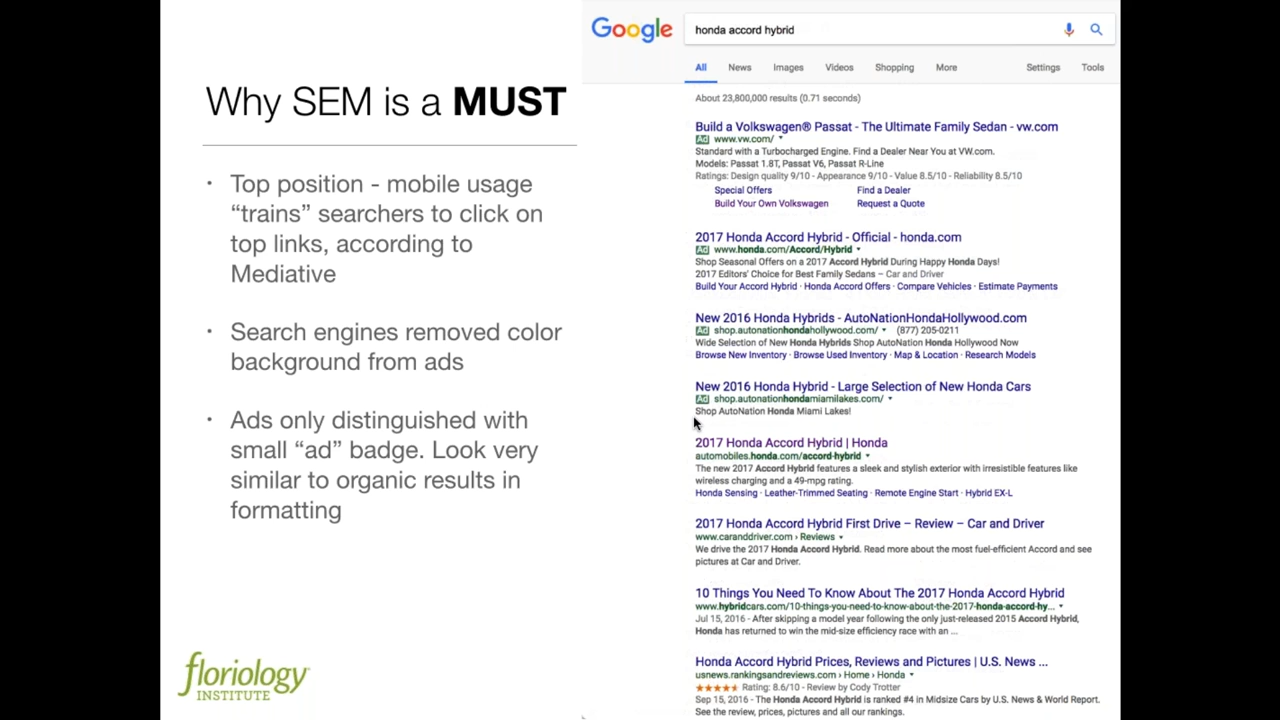 Why SEM is a MUST
· Top position - mobile usage
“trains” searchers to click on
top links, according to
Mediative
· Search engines removed color
background from ads
· Ads only distinguished with
small “ad” badge. Look very
similar to organic results in
formatting
floriology
INSTITUTE
Google
honda accord hybrid
All News Images Videos Shopping More Settings Tools
About 23,800,000 results (0.71 seconds)
Build a Volkswagen® Passat - The Ultimate Family Sedan - vw.com
Ad www.vw.com/
Standard with a Turbocharged Engine. Find a Dealer Near You at VW.com.
Models: Passat 1.8T, Passat V6, Passat R-Line
Ratings: Design quality 9/10 - Appearance 9/10 - Value 8.5/10 - Reliability 8.5/10
Special Offers Find a Dealer
Build Your Own Volkswagen Request a Quote
2017 Honda Accord Hybrid - Official - honda.com
Ad www.honda.com/Accord/Hybrid
Shop Seasonal Offers on a 2017 Accord Hybrid During Happy Honda Days!
2017 Editors' Choice for Best Family Sedans – Car and Driver
Build Your Accord Hybrid · Honda Accord Offers · Compare Vehicles · Estimate Payments
New 2016 Honda Hybrids - AutoNationHondaHollywood.com
Ad shop.autonationhondahollywood.com/ (877) 205-0211
Wide Selection of New Honda Hybrids Shop AutoNation Honda Hollywood Now
Browse New Inventory · Browse Used Inventory · Map & Location · Research Models
New 2016 Honda Hybrid - Large Selection of New Honda Cars
Ad shop.autonationhondamiamilakes.com/
Shop AutoNation Honda Miami Lakes!
2017 Honda Accord Hybrid | Honda
automobiles.honda.com/accord-hybrid
The new 2017 Accord Hybrid features a sleek and stylish exterior with irresistible features like
wireless charging and a 49-mpg rating.
Honda Sensing · Leather-Trimmed Seating · Remote Engine Start · Hybrid EX-L
2017 Honda Accord Hybrid First Drive – Review – Car and Driver
www.caranddriver.com › Reviews
We drive the 2017 Honda Accord Hybrid. Read more about the most fuel-efficient Accord and see
pictures at Car and Driver.
10 Things You Need To Know About The 2017 Honda Accord Hybrid
www.hybridcars.com/10-things-you-need-to-know-about-the-2017-honda-accord-hy...
Jul 15, 2016 - After skipping a model year following the only just-released 2015 Accord Hybrid,
Honda has returned to win the mid-size efficiency race with an ...
Honda Accord Hybrid Prices, Reviews and Pictures | U.S. News ...
usnews.rankingsandreviews.com › Home › Honda
Rating: 8.6/10 - Review by Cody Trotter
Sep 15, 2016 - The Honda Accord Hybrid is ranked #4 in Midsize Cars by U.S. News & World Report.
See the review, prices, pictures and all our rankings.